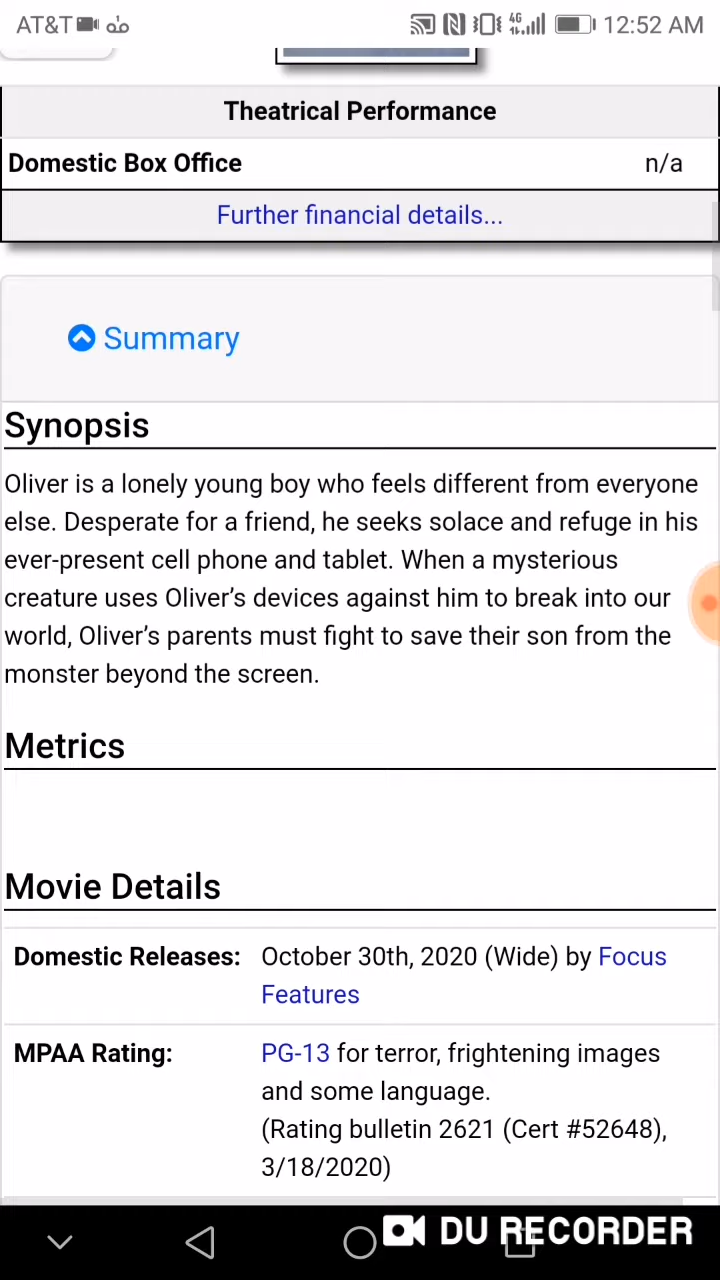 AT&T 4G 12:52 AM
Theatrical Performance
Domestic Box Office n/a
Further financial details...
Summary
Synopsis
Oliver is a lonely young boy who feels different from everyone
else. Desperate for a friend, he seeks solace and refuge in his
ever-present cell phone and tablet. When a mysterious
creature uses Oliver’s devices against him to break into our
world, Oliver’s parents must fight to save their son from the
monster beyond the screen.
Metrics
Movie Details
Domestic Releases: October 30th, 2020 (Wide) by Focus
Features
MPAA Rating: PG-13 for terror, frightening images
and some language.
(Rating bulletin 2621 (Cert #52648),
3/18/2020)
DU RECORDER